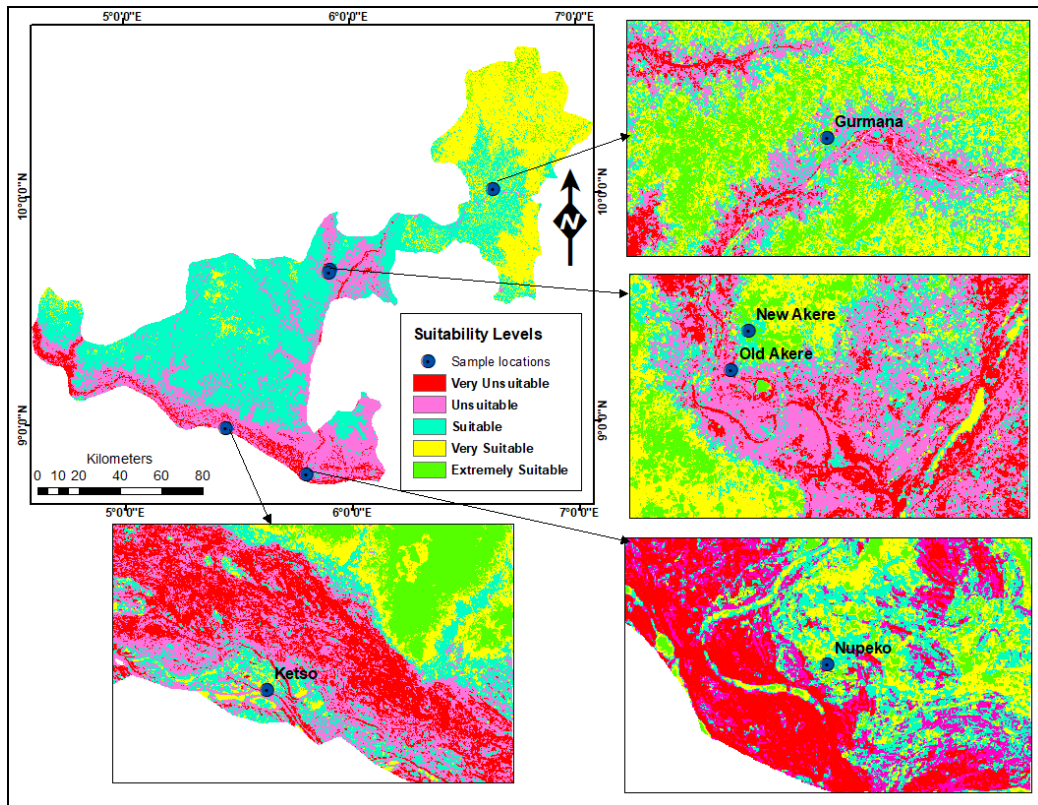 5°0'0"E 6°0'0"E 7°0'0"E
10°0'0"N
10°0'0"N
9°0'0"N
9°0'0"N
N
Suitability Levels
Sample locations
Very Unsuitable
Unsuitable
Suitable
Very Suitable
Extremely Suitable
Kilometers
0 10 20 40 60 80
5°0'0"E 6°0'0"E 7°0'0"E
Gurmana
New Akere
Old Akere
Ketso
Nupeko